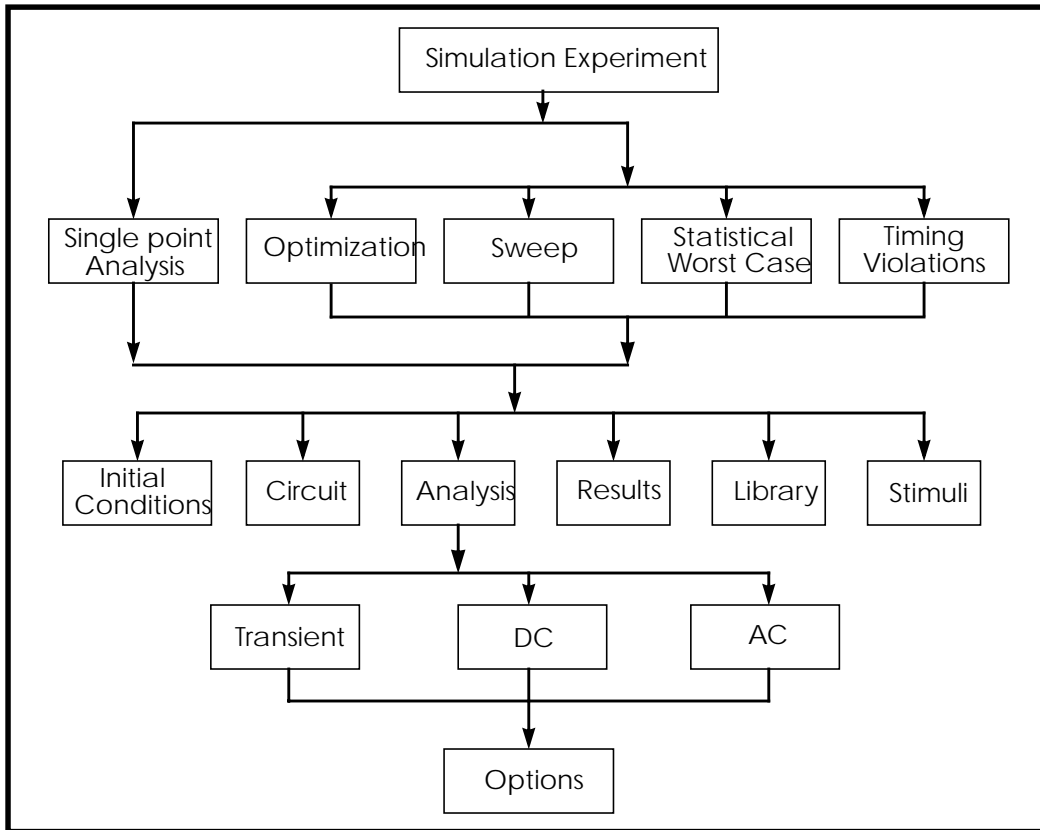 Simulation Experiment
Single point
Analysis
Optimization
Sweep
Statistical
Worst Case
Timing
Violations
Initial
Conditions
Circuit
Analysis
Results
Library
Stimuli
Transient
DC
AC
Options